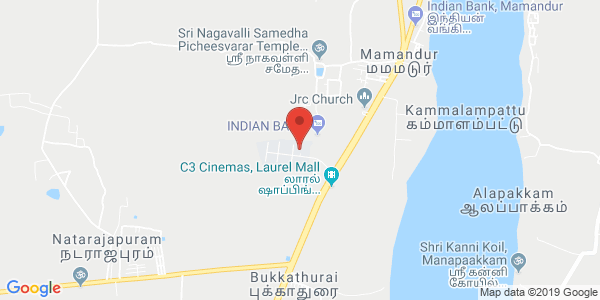 Indian Bank, Mamandur
இந்தியன்
வங்கி...
Sri Nagavalli Samedha
Picheesvarar Temple...
ஸ்ரீ நாகவள்ளி
சமேத...
Mamandur
மாமண்டூர்
Jrc Church
Kammalampattu
கம்மாளம்பட்டு
INDIAN BA
C3 Cinemas, Laurel Mall
லாரல்
ஷாப்பிங்...
Alapakkam
ஆலப்பாக்கம்
Natarajapuram
நடராஜபுரம்
Shri Kanni Koil,
Manapaakkam
ஸ்ரீ கன்னி
கோயில்
Bukkathurai
புக்காதுரை
Google
Map data ©2019 Google